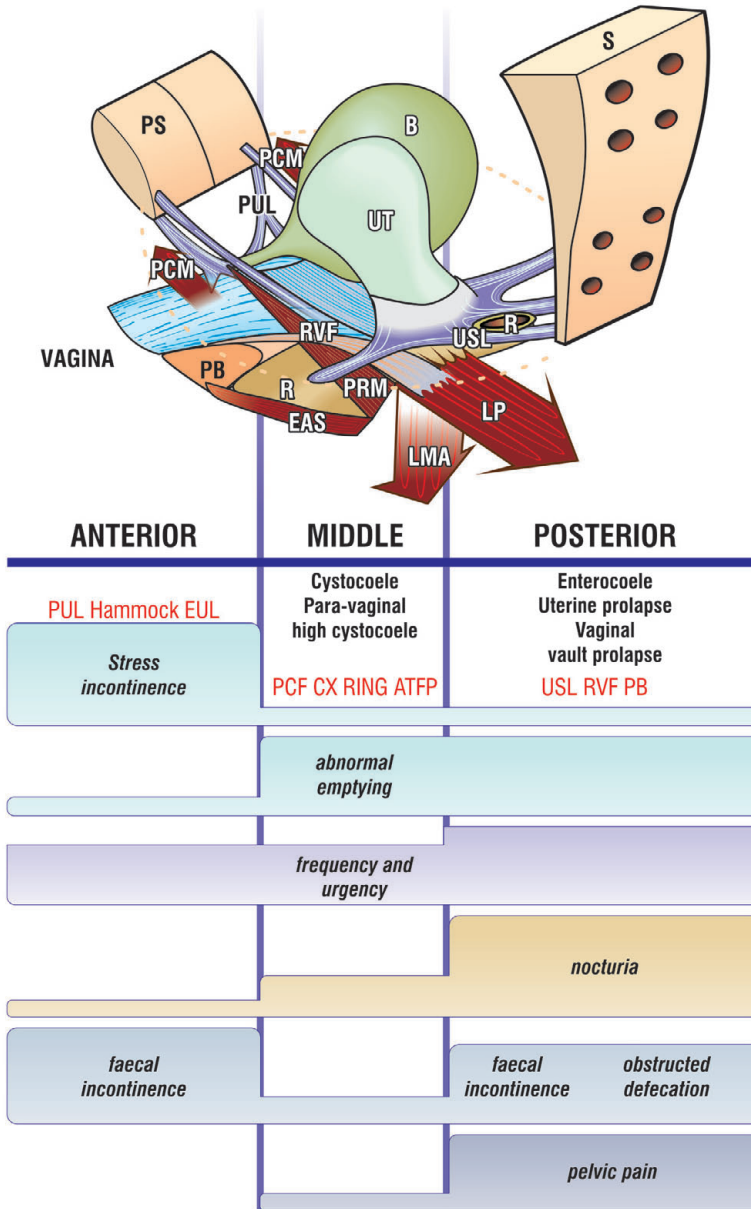 S
PS
B
PCM
PUL
UT
PCM
R
RVF
USL
VAGINA
PB
R
PRM
LP
EAS
LMA
ANTERIOR
MIDDLE
POSTERIOR
PUL Hammock EUL
Cystocoele
Para-vaginal
high cystocoele
Enterocoele
Uterine prolapse
Vaginal
vault prolapse
Stress
incontinence
PCF CX RING ATFP
USL RVF PB
abnormal
emptying
frequency and
urgency
nocturia
faecal
incontinence
faecal
incontinence
obstructed
defecation
pelvic pain